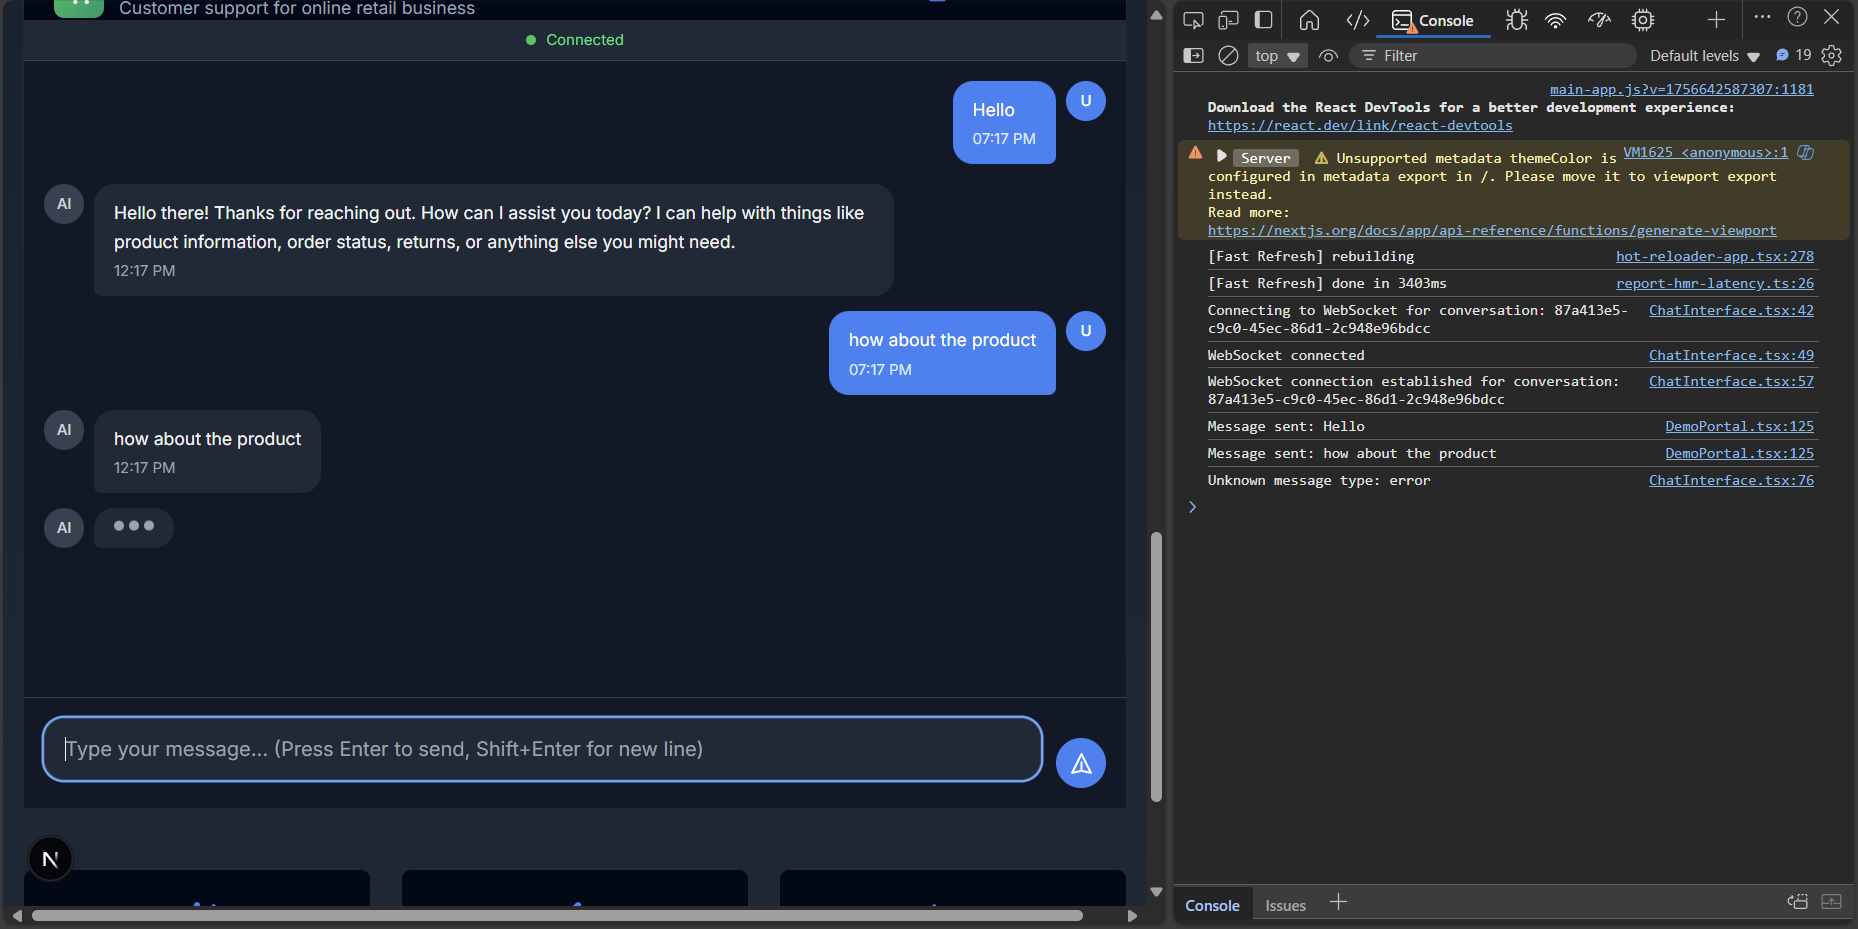 Customer support for online retail business
Connected
Hello
07:17 PM
U
AI
Hello there! Thanks for reaching out. How can I assist you today? I can help with things like
product information, order status, returns, or anything else you might need.
12:17 PM
how about the product
07:17 PM
U
AI
how about the product
12:17 PM
AI
Type your message... (Press Enter to send, Shift+Enter for new line)
N
Console
top
Filter
Default levels
19
main-app.js?v=1756642587307:1181
Download the React DevTools for a better development experience:
https://react.dev/link/react-devtools
Server
Unsupported metadata themeColor is
VM1625 <anonymous>:1
configured in metadata export in /. Please move it to viewport export
instead.
Read more:
https://nextjs.org/docs/app/api-reference/functions/generate-viewport
[Fast Refresh] rebuilding
hot-reloader-app.tsx:278
[Fast Refresh] done in 3403ms
report-hmr-latency.ts:26
Connecting to WebSocket for conversation: 87a413e5-
ChatInterface.tsx:42
c9c0-45ec-86d1-2c948e96bdcc
WebSocket connected
ChatInterface.tsx:49
WebSocket connection established for conversation:
ChatInterface.tsx:57
87a413e5-c9c0-45ec-86d1-2c948e96bdcc
Message sent: Hello
DemoPortal.tsx:125
Message sent: how about the product
DemoPortal.tsx:125
Unknown message type: error
ChatInterface.tsx:76
Console
Issues